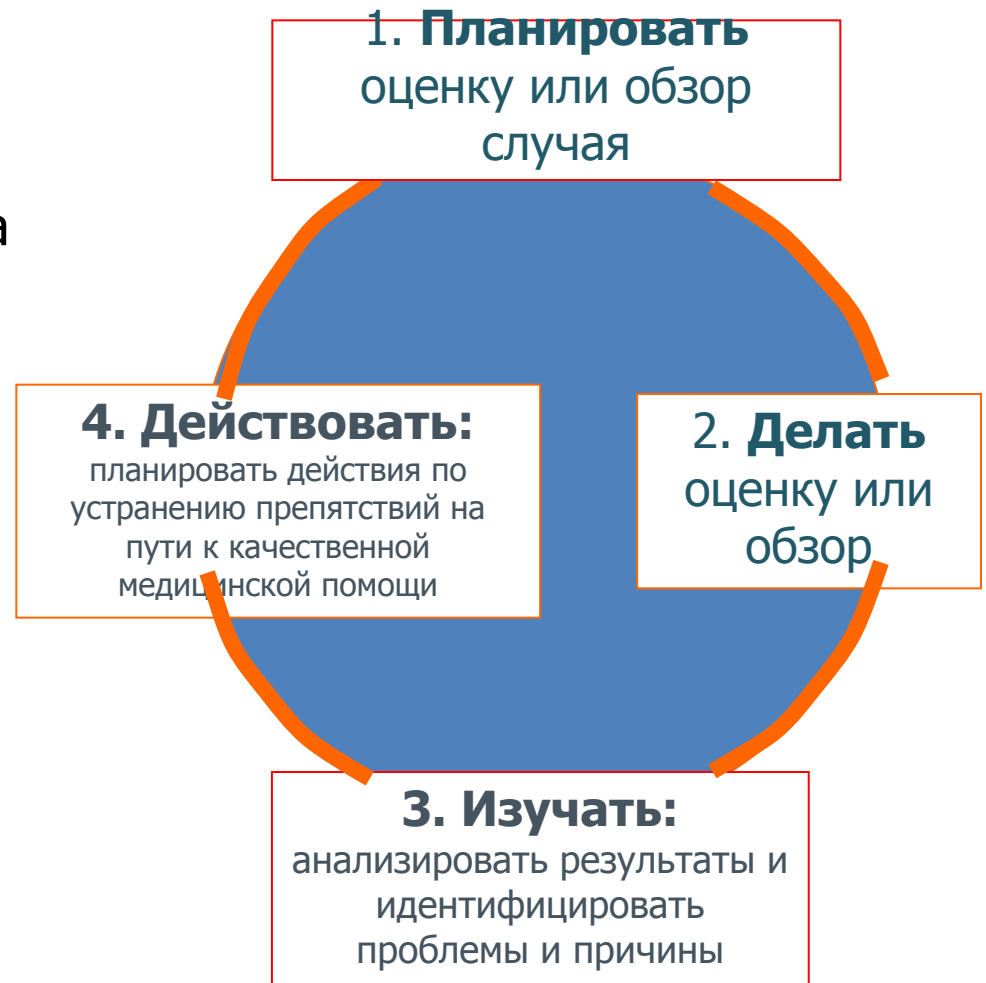 1. Планировать
оценку или обзор
случая
а
4. Действовать:
планировать действия по
устранению препятствий на
пути к качественной
медицинской помощи
2. Делать
оценку или
обзор
3. Изучать:
анализировать результаты и
идентифицировать
проблемы и причины